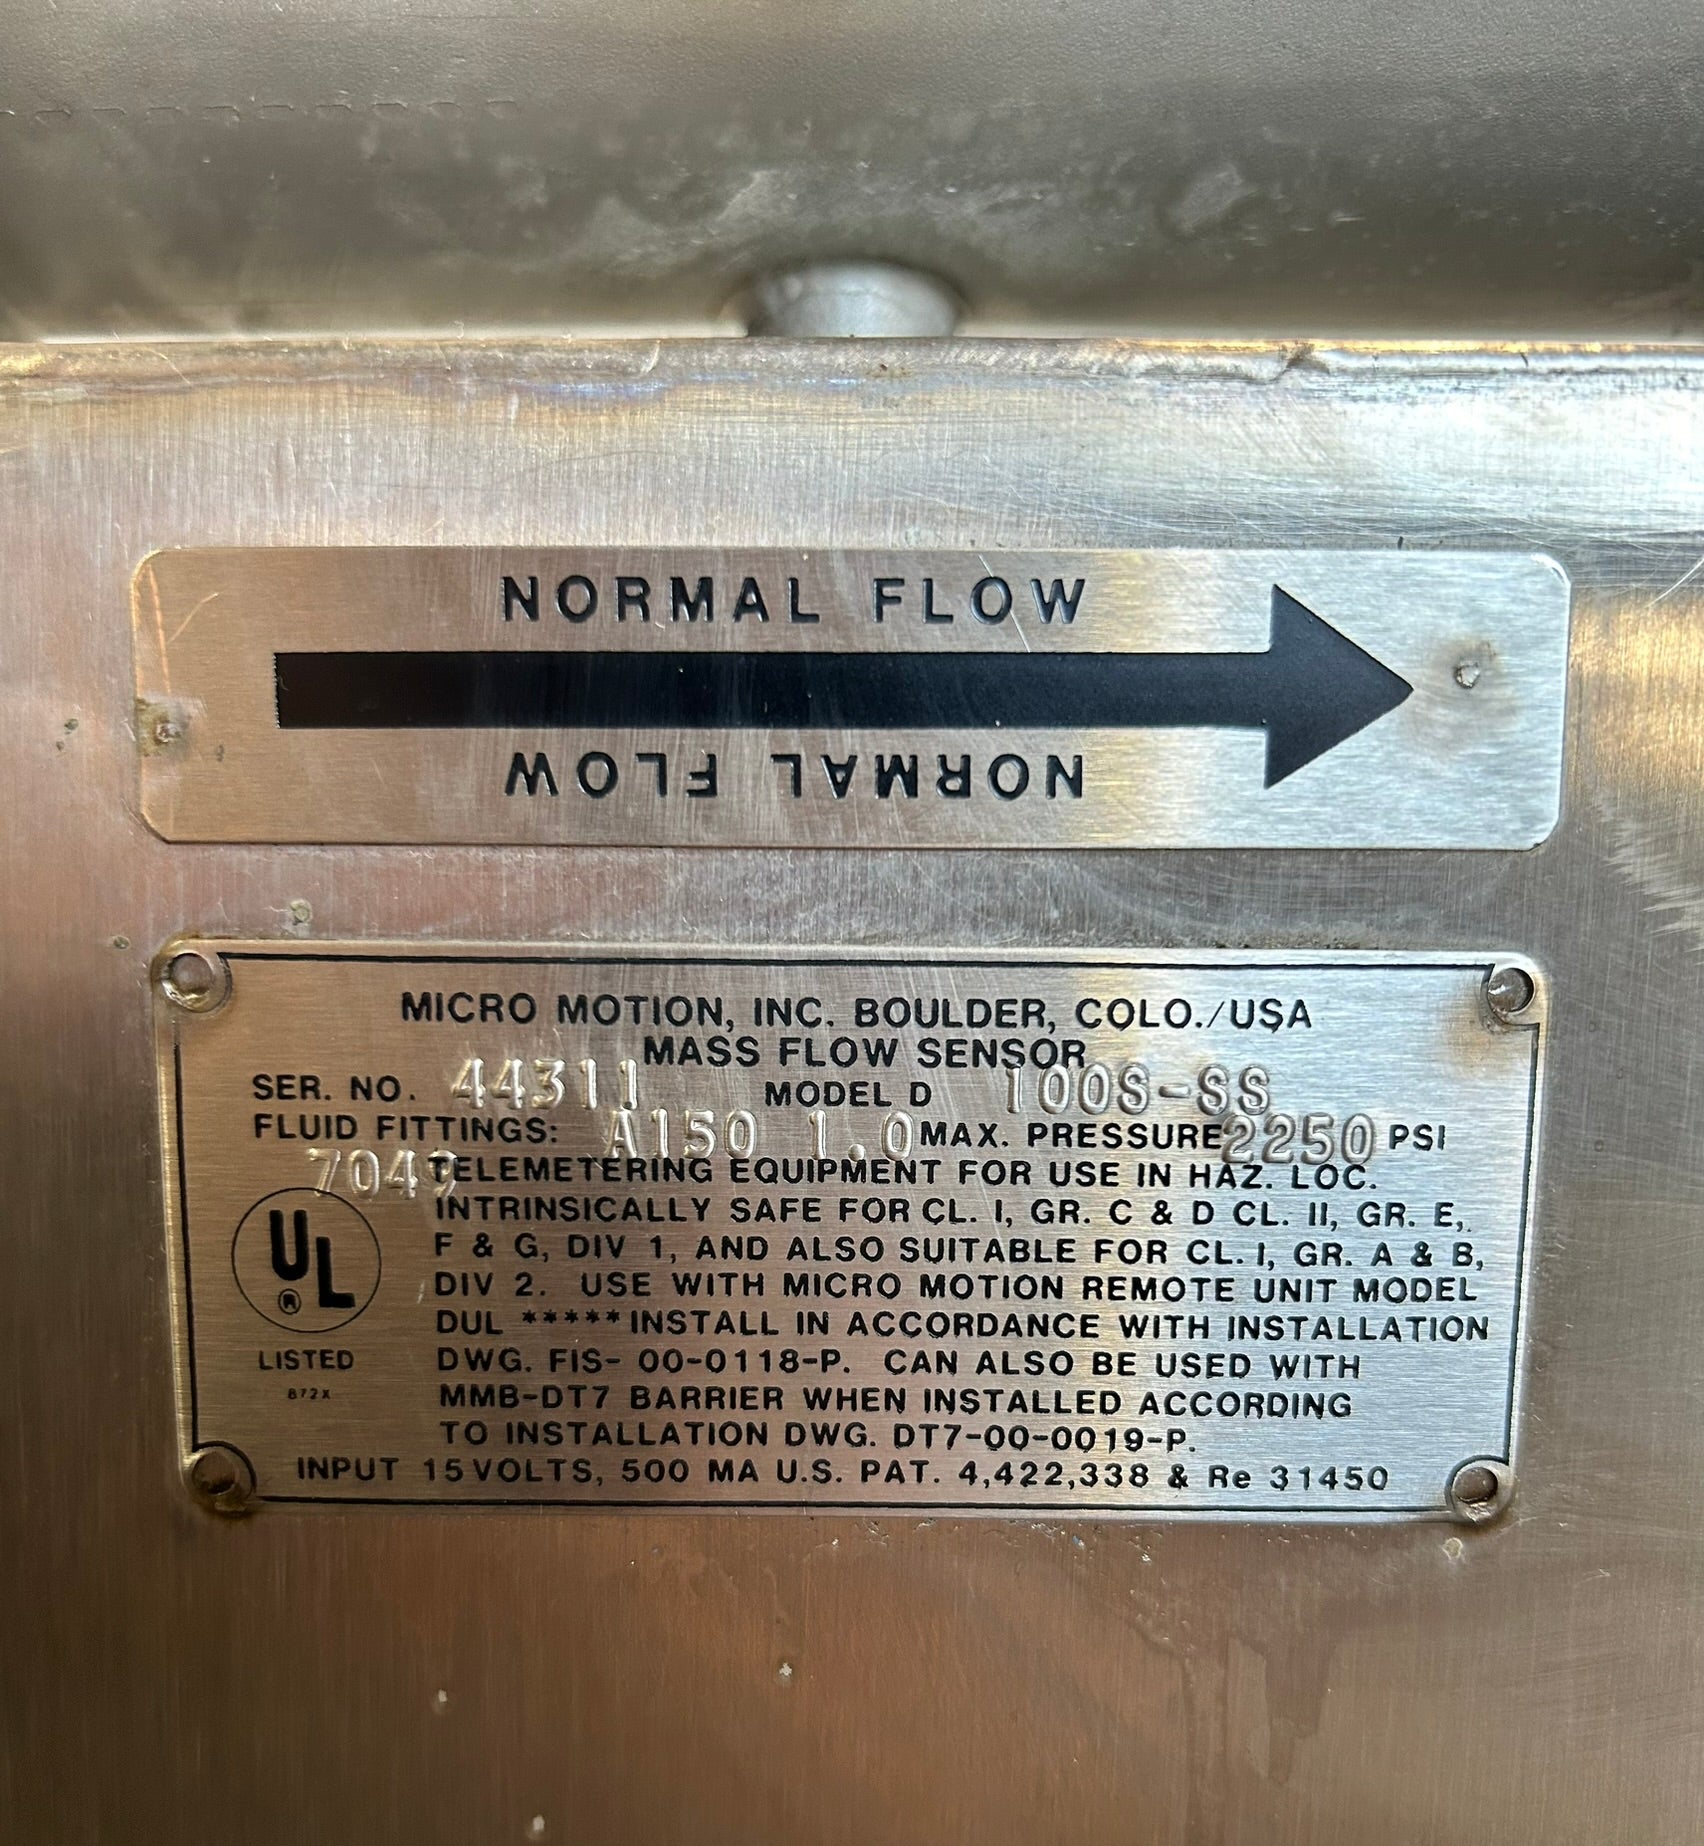 NORMAL FLOW
NORMAL FLOW
MICRO MOTION, INC. BOULDER, COLO./USA
MASS FLOW SENSOR
SER. NO. 44311 MODEL D 100S-SS
FLUID FITTINGS: A150 1.0 MAX. PRESSURE 2250 PSI
TELEMETERING EQUIPMENT FOR USE IN HAZ. LOC.
INTRINSICALLY SAFE FOR CL. I, GR. C & D CL. II, GR. E,
F & G, DIV 1, AND ALSO SUITABLE FOR CL. I, GR. A & B,
DIV 2. USE WITH MICRO MOTION REMOTE UNIT MODEL
DUL *****INSTALL IN ACCORDANCE WITH INSTALLATION
DWG. FIS- 00-0118-P. CAN ALSO BE USED WITH
MMB-DT7 BARRIER WHEN INSTALLED ACCORDING
TO INSTALLATION DWG. DT7-00-0019-P.
UL ®
LISTED
872X
INPUT 15 VOLTS, 500 MA U.S. PAT. 4,422,338 & Re 31450